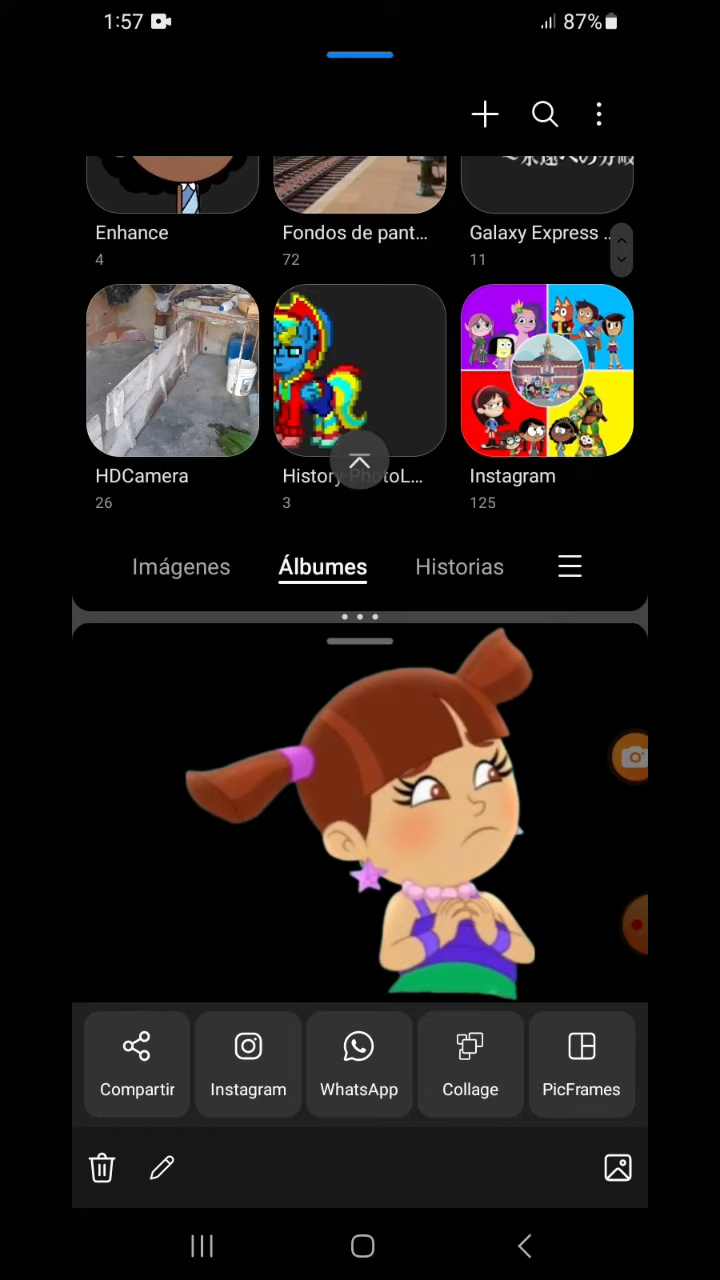 1:57
87%
Enhance
4
Fondos de pant...
72
Galaxy Express ...
11
HDCamera
26
History PhotoL...
3
Instagram
125
Imágenes
Álbumes
Historias
Compartir
Instagram
WhatsApp
Collage
PicFrames